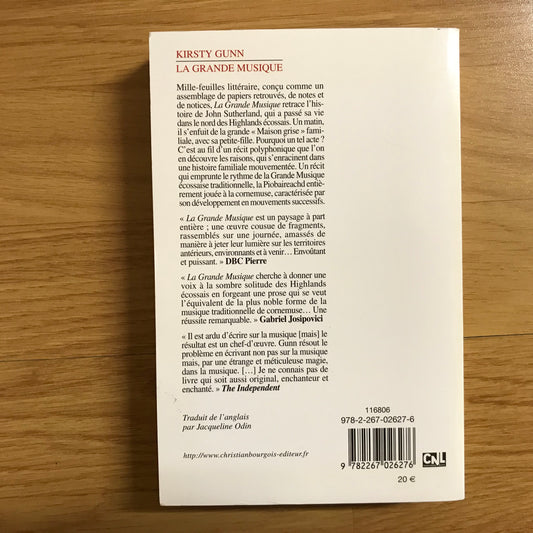 KIRSTY GUNN
LA GRANDE MUSIQUE
Mille-feuilles littéraire, conçu comme un
assemblage de papiers retrouvés, de notes et
de notices, La Grande Musique retrace l'his-
toire de John Sutherland, qui a passé sa vie
dans le nord des Highlands écossais. Un matin,
il s'enfuit de la grande « Maison grise » fami-
liale, avec sa petite-fille. Pourquoi un tel acte ?
C'est au fil d'un récit polyphonique que l'on
en découvre les raisons, qui s'enracinent dans
une histoire familiale mouvementée. Un récit
qui emprunte le rythme de la Grande Musique
écossaise traditionnelle, la Piobaireachd entiè-
rement jouée à la cornemuse, caractérisée par
son développement en mouvements successifs.
« La Grande Musique est un paysage à part
entière ; une œuvre cousue de fragments,
rassemblés sur une journée, amassés de
manière à jeter leur lumière sur les territoires
antérieurs, environnants et à venir… Envoûtant
et puissant. » DBC Pierre
« La Grande Musique cherche à donner une
voix à la sombre solitude des Highlands
écossais en forgeant une prose qui se veut
l'équivalent de la plus noble forme de la
musique traditionnelle de cornemuse… Une
réussite remarquable. » Gabriel Josipovici
« Il est ardu d'écrire sur la musique [mais] le
résultat est un chef-d'œuvre. Gunn résout le
problème en écrivant non pas sur la musique
mais, par une étrange et méticuleuse magie,
dans la musique. […] Je ne connais pas de
livre qui soit aussi original, enchanteur et
enchanté. » The Independent
Traduit de l'anglais
par Jacqueline Odin
http://www.christianbourgois-editeur.fr
116806
978-2-267-02627-6
9 782267 026276
CNL
20 €